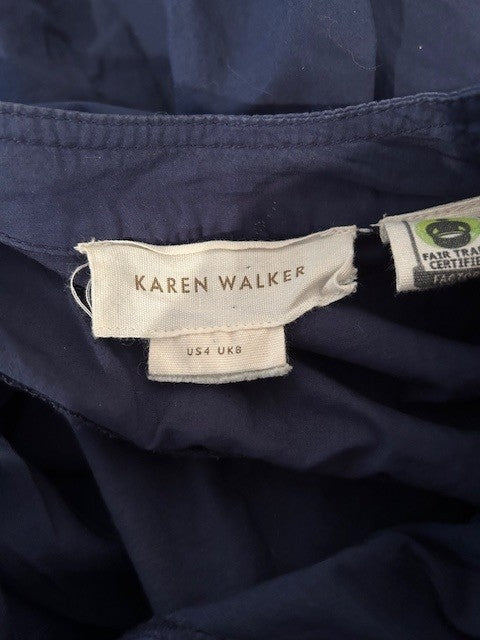 KAREN WALKER
US4 UK8
FAIR TRA
CERTIFIE